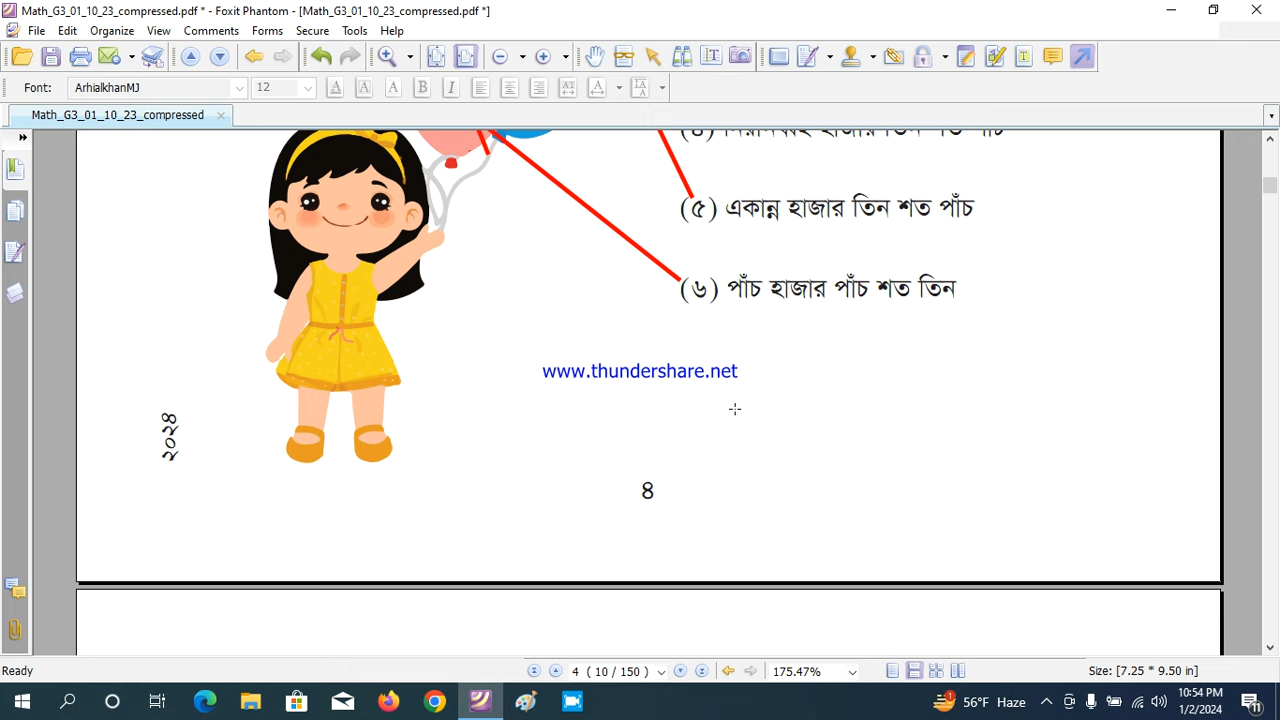 Math_G3_01_10_23_compressed.pdf * - Foxit Phantom - [Math_G3_01_10_23_compressed.pdf *]
File Edit Organize View Comments Forms Secure Tools Help
Font: ArhialkhanMJ 12
Math_G3_01_10_23_compressed
হাজার তিন শত পাঁচ
(৫) একান্ন হাজার তিন শত পাঁচ
(৬) পাঁচ হাজার পাঁচ শত তিন
www.thundershare.net
২০২৪
৪
Ready
4 ( 10 / 150 )
175.47%
Size: [7.25 * 9.50 in]
56°F Haze
10:54 PM
1/2/2024